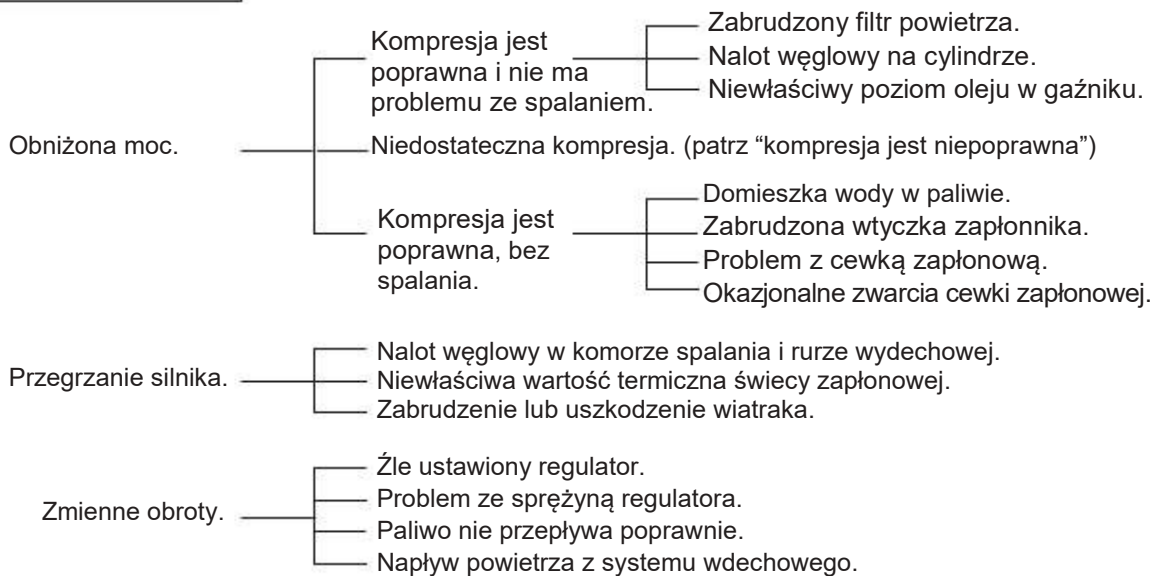 Obniżona moc.
Kompresja jest
poprawna i nie ma
problemu ze spalaniem.
Zabrudzony filtr powietrza.
Nalot węglowy na cylindrze.
Niewłaściwy poziom oleju w gaźniku.
Niedostateczna kompresja. (patrz “kompresja jest niepoprawna”)
Kompresja jest
poprawna, bez
spalania.
Domieszka wody w paliwie.
Zabrudzona wtyczka zapłonnika.
Problem z cewką zapłonową.
Okazjonalne zwarcia cewki zapłonowej.
Przegrzanie silnika.
Nalot węglowy w komorze spalania i rurze wydechowej.
Niewłaściwa wartość termiczna świecy zapłonowej.
Zabrudzenie lub uszkodzenie wiatraka.
Zmienne obroty.
Źle ustawiony regulator.
Problem ze sprężyną regulatora.
Paliwo nie przepływa poprawnie.
Napływ powietrza z systemu wdechowego.